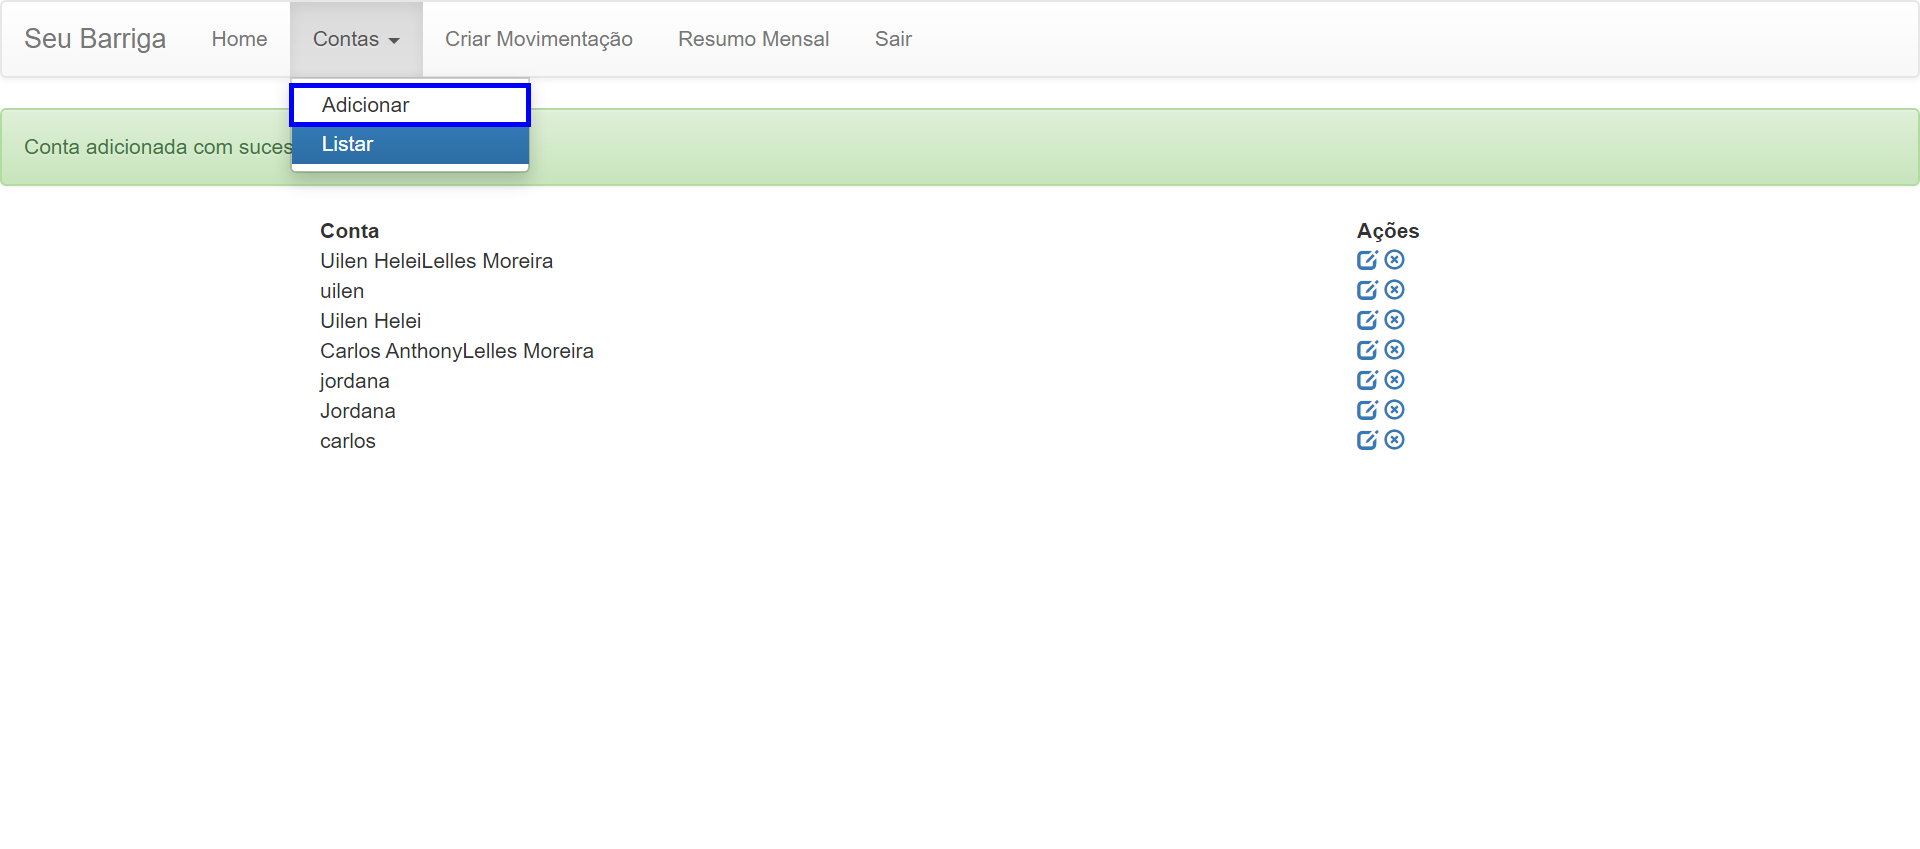 Seu Barriga Home Contas Criar Movimentação Resumo Mensal Sair
Adicionar
Listar
Conta adicionada com suces
Conta Ações
Uilen HeleiLelles Moreira
uilen
Uilen Helei
Carlos AnthonyLelles Moreira
jordana
Jordana
carlos